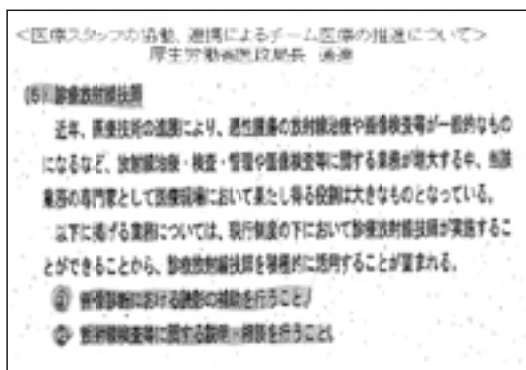 <医療スタッフの協働、連携によるチーム医療の推進について>
厚生労働省医政局長 通達
(5) 診療放射線技師
近年、医療技術の進展により、悪性腫瘍の放射線治療や画像検査等が一般的なもの
になるなど、放射線治療・検査・管理や画像検査等に関する業務が増大する中、当該
業務の専門家として医療現場において果たし得る役割は大きなものとなっている。
以下に掲げる業務については、現行制度の下において診療放射線技師が実施するこ
とができることから、診療放射線技師を積極的に活用することが望まれる。
① 画像診断における読影の補助を行うこと。
② 放射線検査等に関する説明・相談を行うこと。